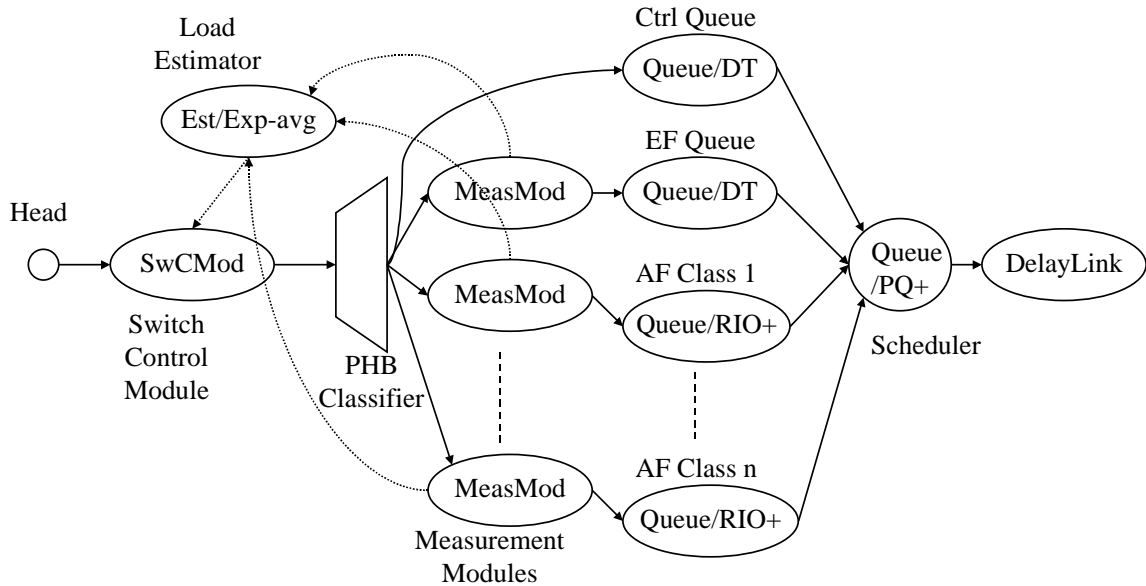 Load
Estimator
Est/Exp-avg
Ctrl Queue
Queue/DT
EF Queue
MeasMod
Queue/DT
Head
SwCMod
Switch
Control
Module
PHB
Classifier
MeasMod
AF Class 1
Queue/RIO+
Queue
/PQ+
Scheduler
DelayLink
MeasMod
Measurement
Modules
AF Class n
Queue/RIO+